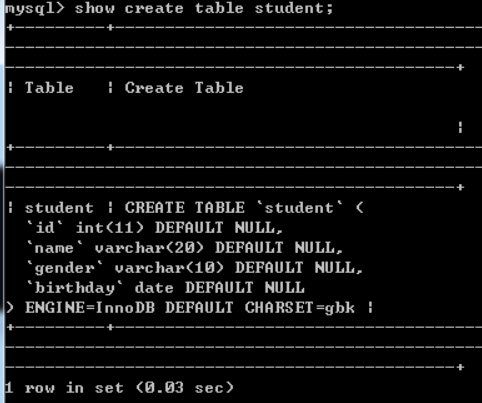 mysql> show create table student;
+---------+----------------------------------------
---------------------------------------------------
------------------------------------------------+
| Table   | Create Table

                                                |
+---------+----------------------------------------
---------------------------------------------------
------------------------------------------------+
| student | CREATE TABLE `student` (
  `id` int(11) DEFAULT NULL,
  `name` varchar(20) DEFAULT NULL,
  `gender` varchar(10) DEFAULT NULL,
  `birthday` date DEFAULT NULL
) ENGINE=InnoDB DEFAULT CHARSET=gbk |
+---------+----------------------------------------
---------------------------------------------------
------------------------------------------------+
1 row in set (0.03 sec)